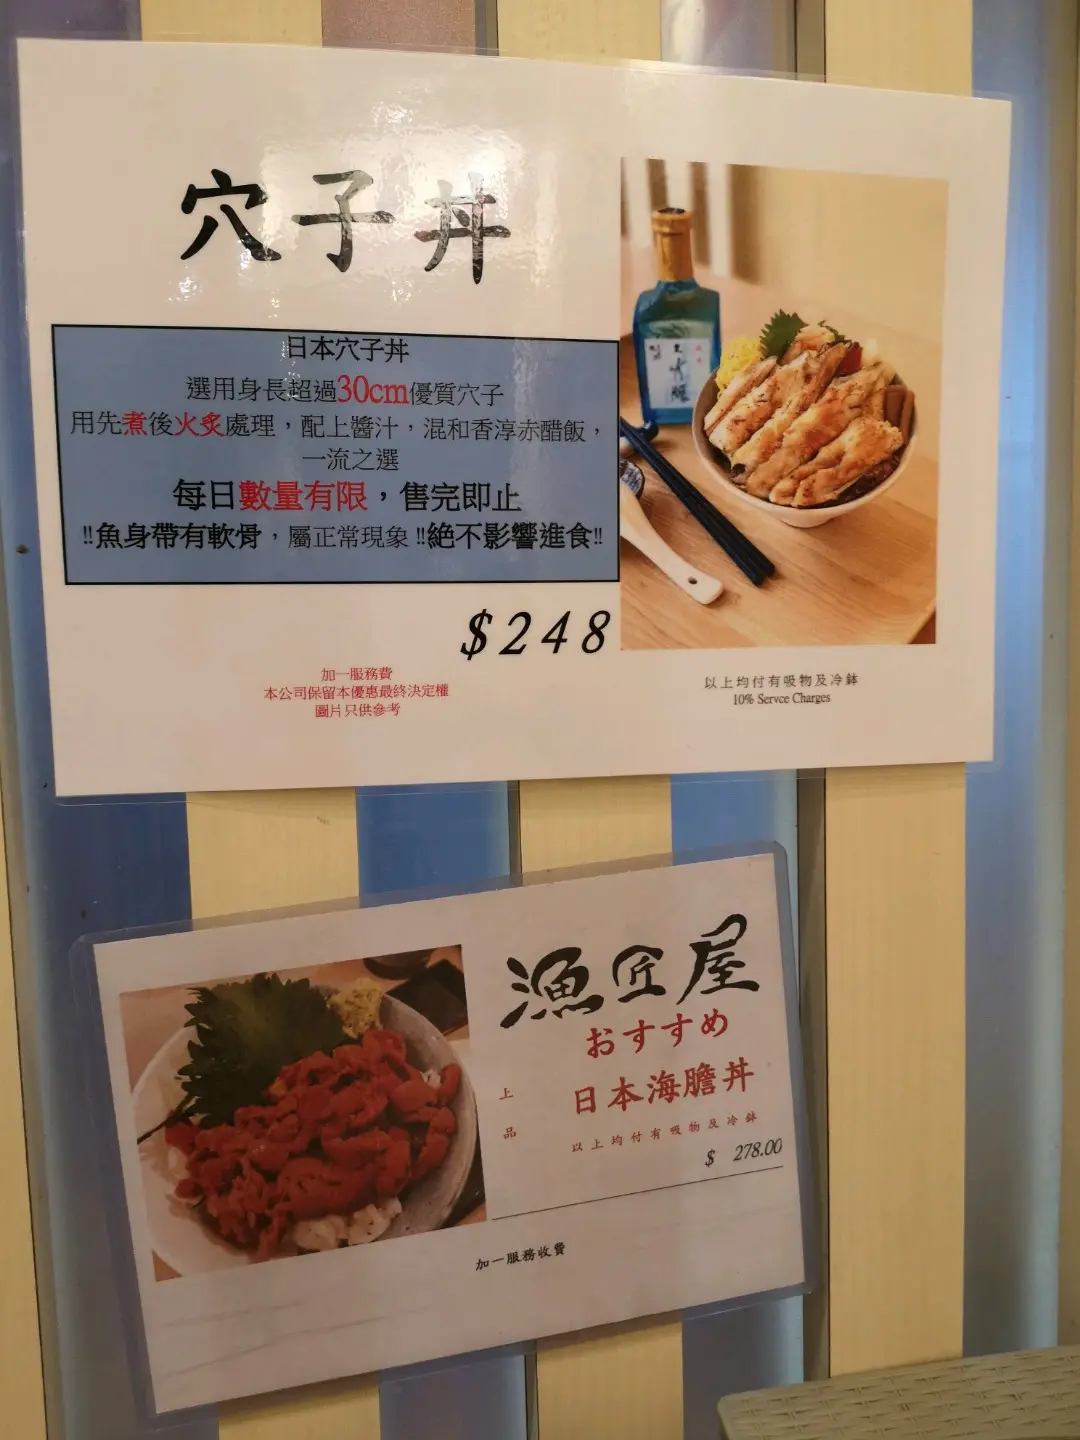 穴子丼
日本穴子丼
選用身長超過30cm優質穴子
用先煮後火炙處理，配上醬汁，混和香淳赤醋飯，
一流之選
每日數量有限，售完即止
!!魚身帶有軟骨，屬正常現象 !!絕不影響進食!!
$248
加一服務費
本公司保留本優惠最終決定權
圖片只供參考
以上均付有吸物及冷鉢
10% Servce Charges
漁匠屋
おすすめ
上品
日本海膽丼
以上均付有吸物及冷鉢
$ 278.00
加一服務收費